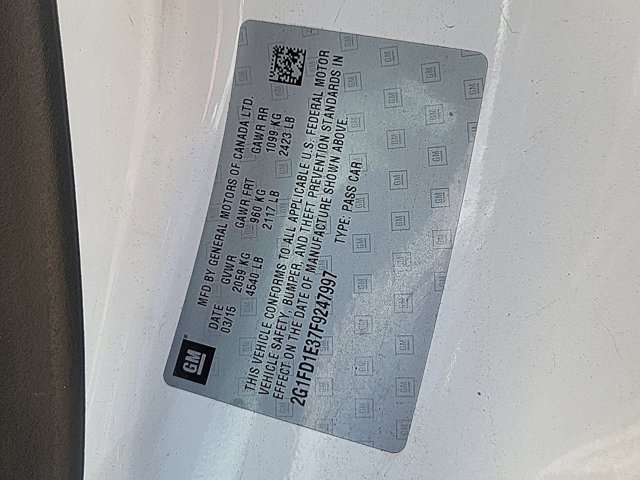 GM
MFD BY GENERAL MOTORS OF CANADA LTD.
DATE GVWR GAWR FRT GAWR RR
03/15 2059 KG 960 KG 1099 KG
4540 LB 2117 LB 2423 LB
THIS VEHICLE CONFORMS TO ALL APPLICABLE U.S. FEDERAL MOTOR
VEHICLE SAFETY, BUMPER, AND THEFT PREVENTION STANDARDS IN
EFFECT ON THE DATE OF MANUFACTURE SHOWN ABOVE.
2G1FD1E37F9247997 TYPE: PASS CAR